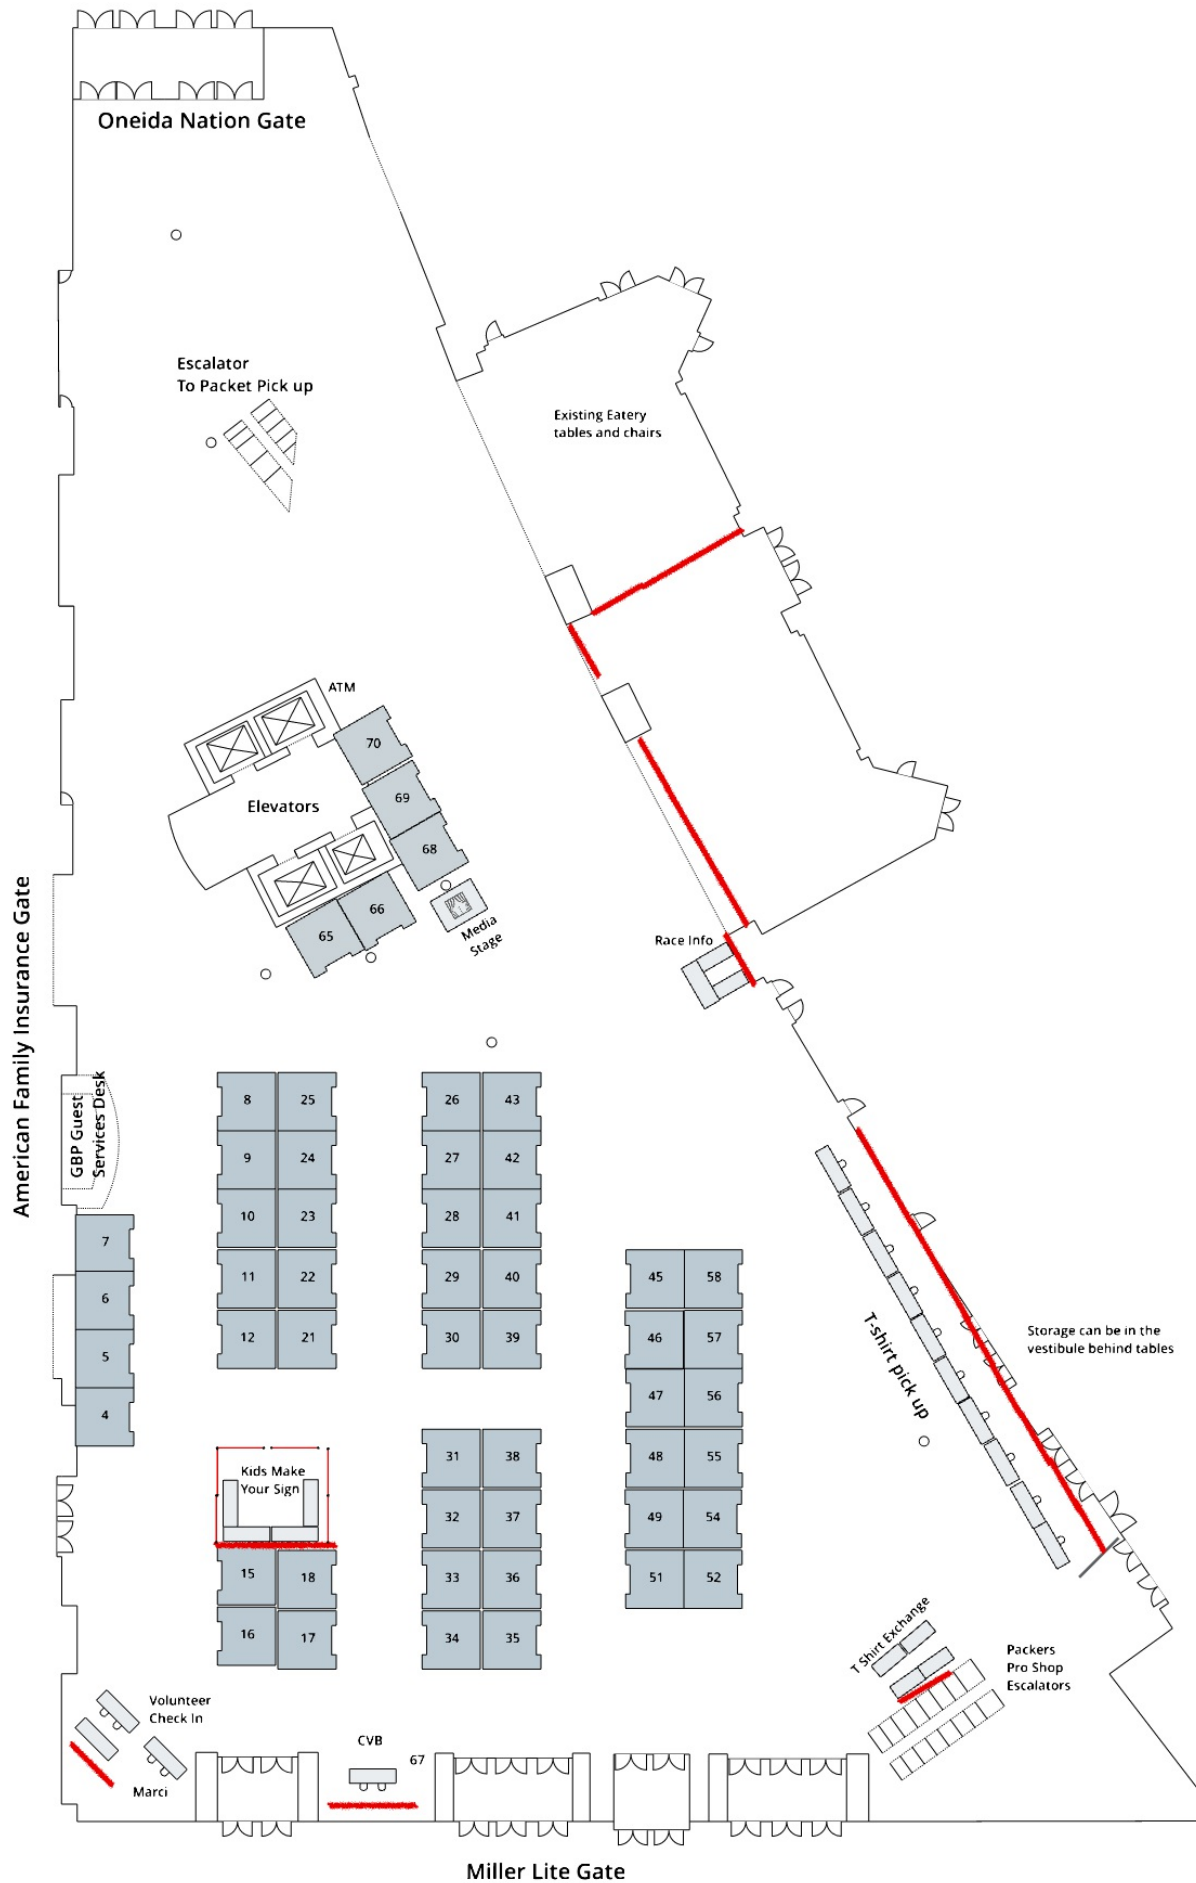 Oneida Nation Gate
Escalator
To Packet Pick up
Existing Eatery
tables and chairs
ATM
70
Elevators
69
68
66
65
Media
Stage
Race Info
American Family Insurance Gate
GBP Guest
Services Desk
8 25 26 43
9 24 27 42
10 23 28 41
7
11 22 29 40 45 58
6
12 21 30 39 46 57
5
47 56
4
T-shirt pick up
Storage can be in the
vestibule behind tables
Kids Make
Your Sign
31 38 48 55
32 37 49 54
15 18 33 36 51 52
16 17 34 35
T Shirt Exchange
Packers
Pro Shop
Escalators
Volunteer
Check In
Marci
CVB
67
Miller Lite Gate